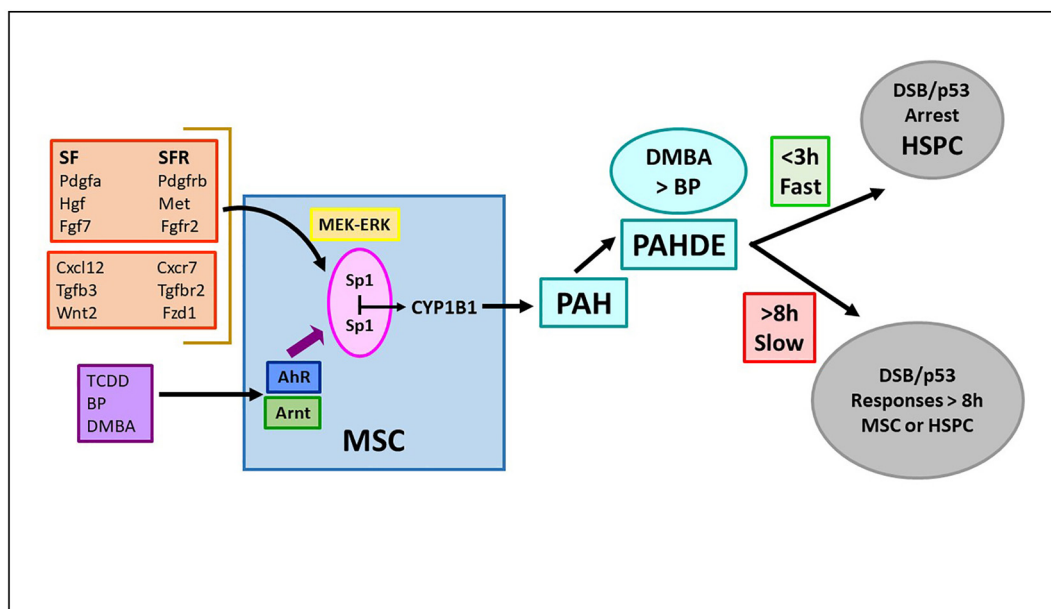 SF SFR
Pdgfa Pdgfrb
Hgf Met
Fgf7 Fgfr2
Cxcl12 Cxcr7
Tgfb3 Tgfbr2
Wnt2 Fzd1
TCDD
BP
DMBA
MEK-ERK
Sp1
Sp1
CYP1B1
AhR
Arnt
MSC
PAH
DMBA
> BP
PAHDE
<3h
Fast
>8h
Slow
DSB/p53
Arrest
HSPC
DSB/p53
Responses > 8h
MSC or HSPC